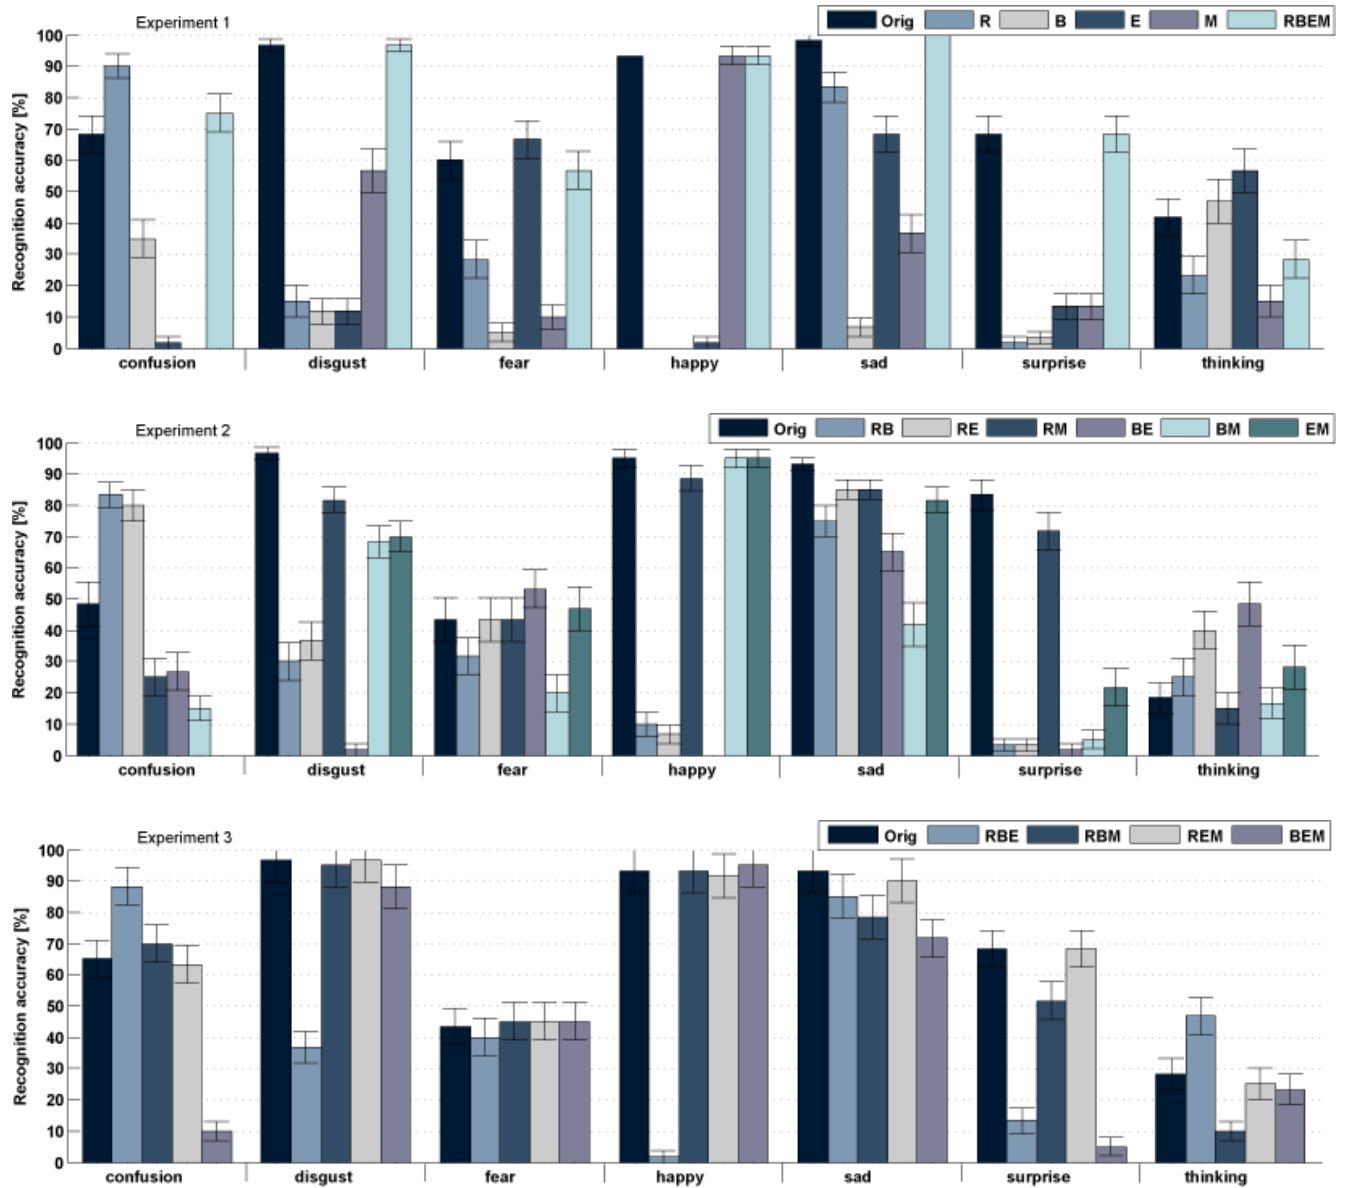 Experiment 1
Orig R B E M RBEM
Recognition accuracy [%]
100
90
80
70
60
50
40
30
20
10
0
confusion disgust fear happy sad surprise thinking
Experiment 2
Orig RB RE RM BE BM EM
Recognition accuracy [%]
100
90
80
70
60
50
40
30
20
10
0
confusion disgust fear happy sad surprise thinking
Experiment 3
Orig RBE RBM REM BEM
Recognition accuracy [%]
100
90
80
70
60
50
40
30
20
10
0
confusion disgust fear happy sad surprise thinking